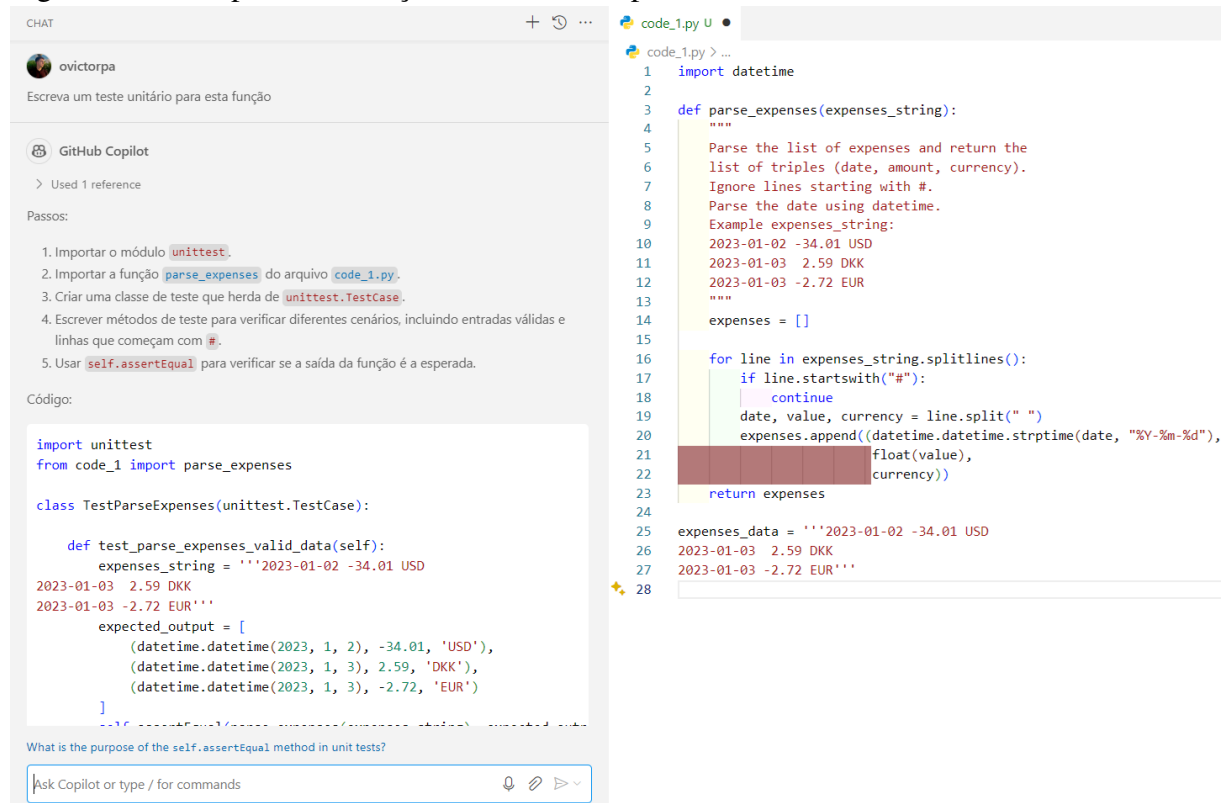 CHAT
ovictorpa
Escreva um teste unitário para esta função
GitHub Copilot
> Used 1 reference
Passos:
1. Importar o módulo unittest.
2. Importar a função parse_expenses do arquivo code_1.py.
3. Criar uma classe de teste que herda de unittest.TestCase.
4. Escrever métodos de teste para verificar diferentes cenários, incluindo entradas válidas e
linhas que começam com #.
5. Usar self.assertEqual para verificar se a saída da função é a esperada.
Código:
import unittest
from code_1 import parse_expenses
class TestParseExpenses(unittest.TestCase):
def test_parse_expenses_valid_data(self):
expenses_string = '''2023-01-02 -34.01 USD
2023-01-03  2.59 DKK
2023-01-03 -2.72 EUR'''
expected_output = [
(datetime.datetime(2023, 1, 2), -34.01, 'USD'),
(datetime.datetime(2023, 1, 3), 2.59, 'DKK'),
(datetime.datetime(2023, 1, 3), -2.72, 'EUR')
]
What is the purpose of the self.assertEqual method in unit tests?
Ask Copilot or type / for commands
code_1.py U
code_1.py > ...
1 import datetime
2
3 def parse_expenses(expenses_string):
4 """
5 Parse the list of expenses and return the
6 list of triples (date, amount, currency).
7 Ignore lines starting with #.
8 Parse the date using datetime.
9 Example expenses_string:
10 2023-01-02 -34.01 USD
11 2023-01-03  2.59 DKK
12 2023-01-03 -2.72 EUR
13 """
14 expenses = []
15
16 for line in expenses_string.splitlines():
17 if line.startswith("#"):
18 continue
19 date, value, currency = line.split(" ")
20 expenses.append((datetime.datetime.strptime(date, "%Y-%m-%d"),
21 float(value),
22 currency))
23 return expenses
24
25 expenses_data = '''2023-01-02 -34.01 USD
26 2023-01-03  2.59 DKK
27 2023-01-03 -2.72 EUR'''
28